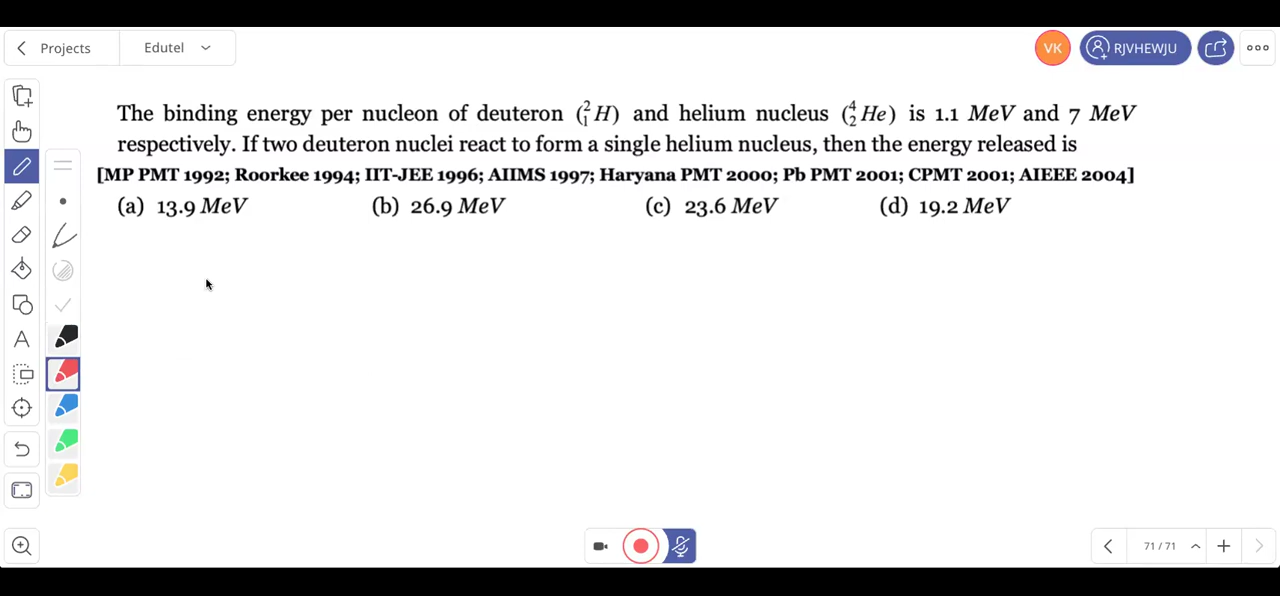 Projects Edutel VK RJVHEWJU
The binding energy per nucleon of deuteron (²₁H) and helium nucleus (⁴₂He) is 1.1 MeV and 7 MeV
respectively. If two deuteron nuclei react to form a single helium nucleus, then the energy released is
[MP PMT 1992; Roorkee 1994; IIT-JEE 1996; AIIMS 1997; Haryana PMT 2000; Pb PMT 2001; CPMT 2001; AIEEE 2004]
(a) 13.9 MeV (b) 26.9 MeV (c) 23.6 MeV (d) 19.2 MeV
A
71 / 71